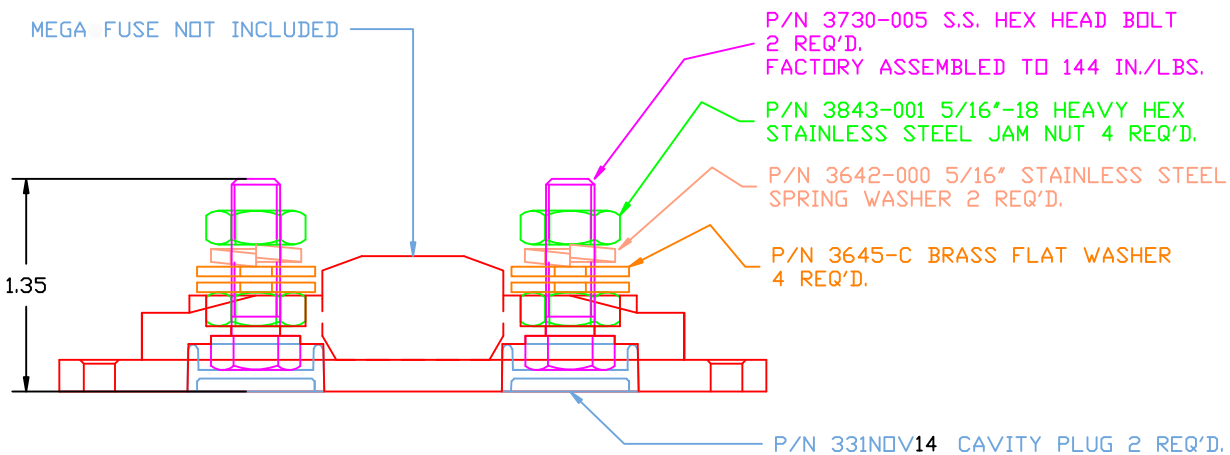 MEGA FUSE NOT INCLUDED
P/N 3730-005 S.S. HEX HEAD BOLT
2 REQ'D.
FACTORY ASSEMBLED TO 144 IN./LBS.
P/N 3843-001 5/16"-18 HEAVY HEX
STAINLESS STEEL JAM NUT 4 REQ'D.
P/N 3642-000 5/16" STAINLESS STEEL
SPRING WASHER 2 REQ'D.
P/N 3645-C BRASS FLAT WASHER
4 REQ'D.
1.35
P/N 331NOV14 CAVITY PLUG 2 REQ'D.